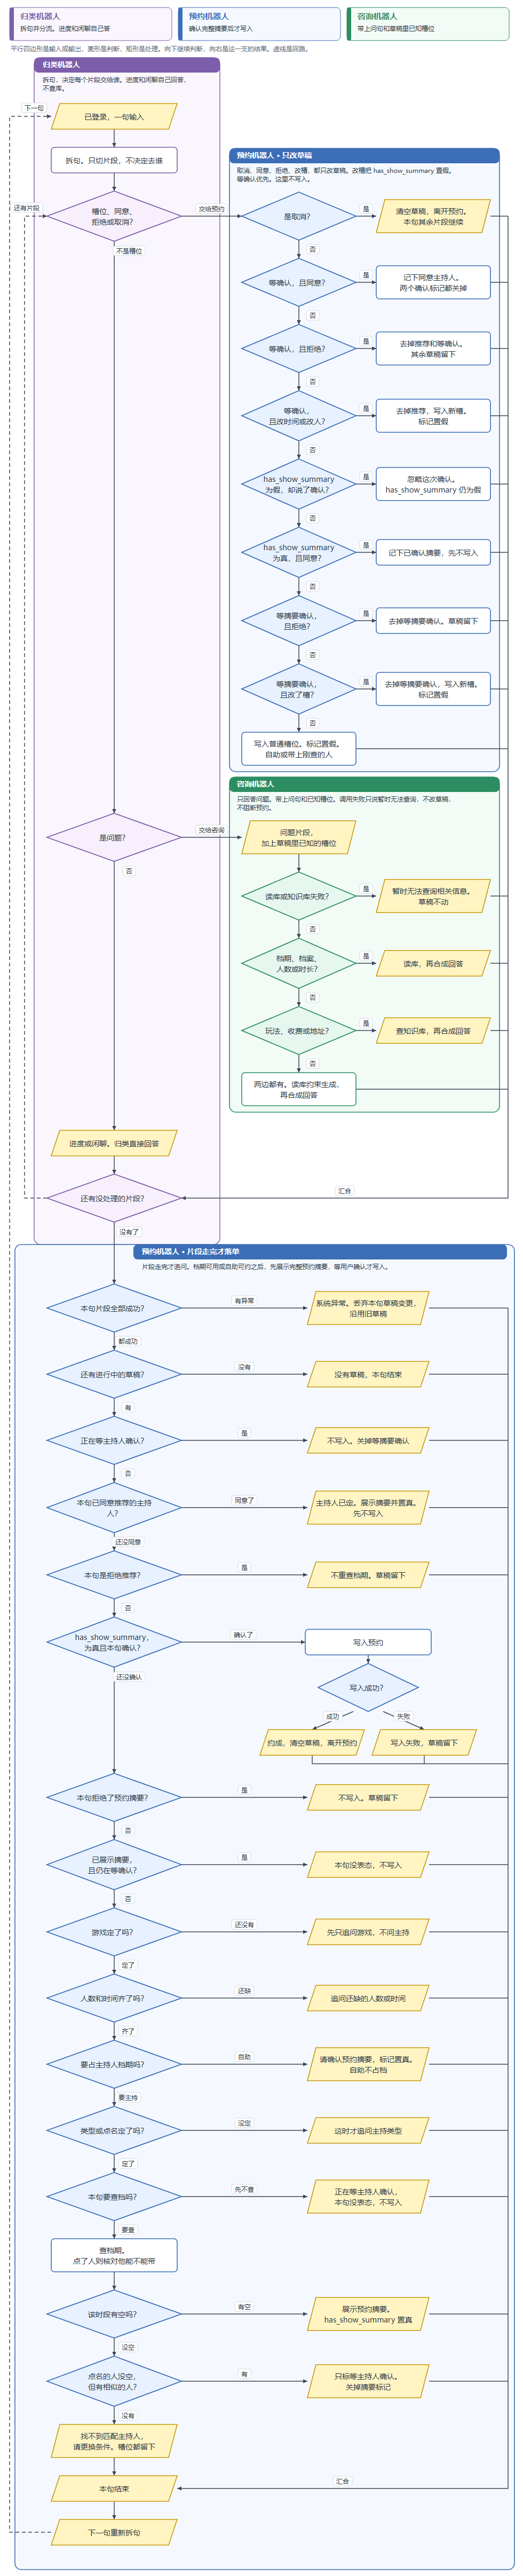 归类机器人
拆句并分流。进度和闲聊自己答
预约机器人
确认完整摘要后才写入
咨询机器人
带上问句和草稿里已知槽位
平行四边形是输入或输出，菱形是判断，矩形是处理。向下继续判断，向右是这一支的结果。虚线是回路。
归类机器人
拆句，决定每个片段交给谁。进度和闲聊自己回答，
不查库。
下一句
已登录，一句输入
拆句。只切片段，不决定去谁
还有片段
槽位、同意、
拒绝或取消？
交给预约
不是槽位
预约机器人 · 只改草稿
取消、同意、拒绝、改槽，都只改草稿。改槽把 has_show_summary 置假。
等确认优先。这里不写入。
是取消？
是
清空草稿，离开预约。
本句其余片段继续
否
等确认，且同意？
是
记下同意主持人。
两个确认标记都关掉
否
等确认，且拒绝？
是
去掉推荐和等确认。
其余草稿留下
否
等确认，
且改时间或改人？
是
去掉推荐，写入新槽。
标记置假
否
has_show_summary
为假，却说了确认？
是
忽略这次确认。
has_show_summary 仍为假
否
has_show_summary
为真，且同意？
是
记下已确认摘要，先不写入
否
等摘要确认，
且拒绝？
是
去掉等摘要确认。草稿留下
否
等摘要确认，
且改了槽？
是
去掉等摘要确认，写入新槽。
标记置假
否
写入普通槽位。标记置假。
自助或带上刚查的人
咨询机器人
只回答问题。带上问句和已知槽位。调用失败只说暂时无法查询，不改草稿，
不阻断预约。
是问题？
交给咨询
否
问题片段，
加上草稿里已知的槽位
读库或知识库失败？
是
暂时无法查询相关信息。
草稿不动
否
档期、档案、
人数或时长？
是
读库，再合成回答
否
玩法、收费或地址？
是
查知识库，再合成回答
否
两边都有。读库约束生成，
再合成回答
进度或闲聊。归类直接回答
还有没处理的片段？
汇合
没有了
预约机器人 · 片段走完才落单
片段走完才追问。档期可用或自助可约之后，先展示完整预约摘要，等用户确认才写入。
本句片段全部成功？
有异常
系统异常。丢弃本句草稿变更，
沿用旧草稿
都成功
还有进行中的草稿？
没有
没有草稿，本句结束
有
正在等主持人确认？
是
不写入。关掉等摘要确认
否
本句已同意推荐的主持
人？
同意了
主持人已定。展示摘要并置真。
先不写入
还没同意
本句是拒绝推荐？
是
不重查档期。草稿留下
否
has_show_summary，
为真且本句确认？
确认了
写入预约
还没确认
写入成功？
成功
失败
约成，清空草稿，离开预约
写入失败，草稿留下
本句拒绝了预约摘要？
是
不写入。草稿留下
否
已展示摘要，
且仍在等确认？
是
本句没表态，不写入
否
游戏定了吗？
还没有
先只追问游戏，不问主持
定了
人数和时间齐了吗？
还缺
追问还缺的人数或时间
齐了
要占主持人档期吗？
自助
请确认预约摘要，标记置真。
自助不占档
要主持
类型或点名定了吗？
没定
这时才追问主持类型
定了
本句要查档吗？
先不查
正在等主持人确认，
本句没表态，不写入
要查
查档期。
点了人则核对他能不能带
该时段有空吗？
有空
展示预约摘要。
has_show_summary 置真
没空
点名的人没空，
但有相似的人？
有
只标等主持人确认。
关掉摘要标记
没有
找不到匹配主持人，
请更换条件。槽位都留下
本句结束
汇合
下一句重新拆句